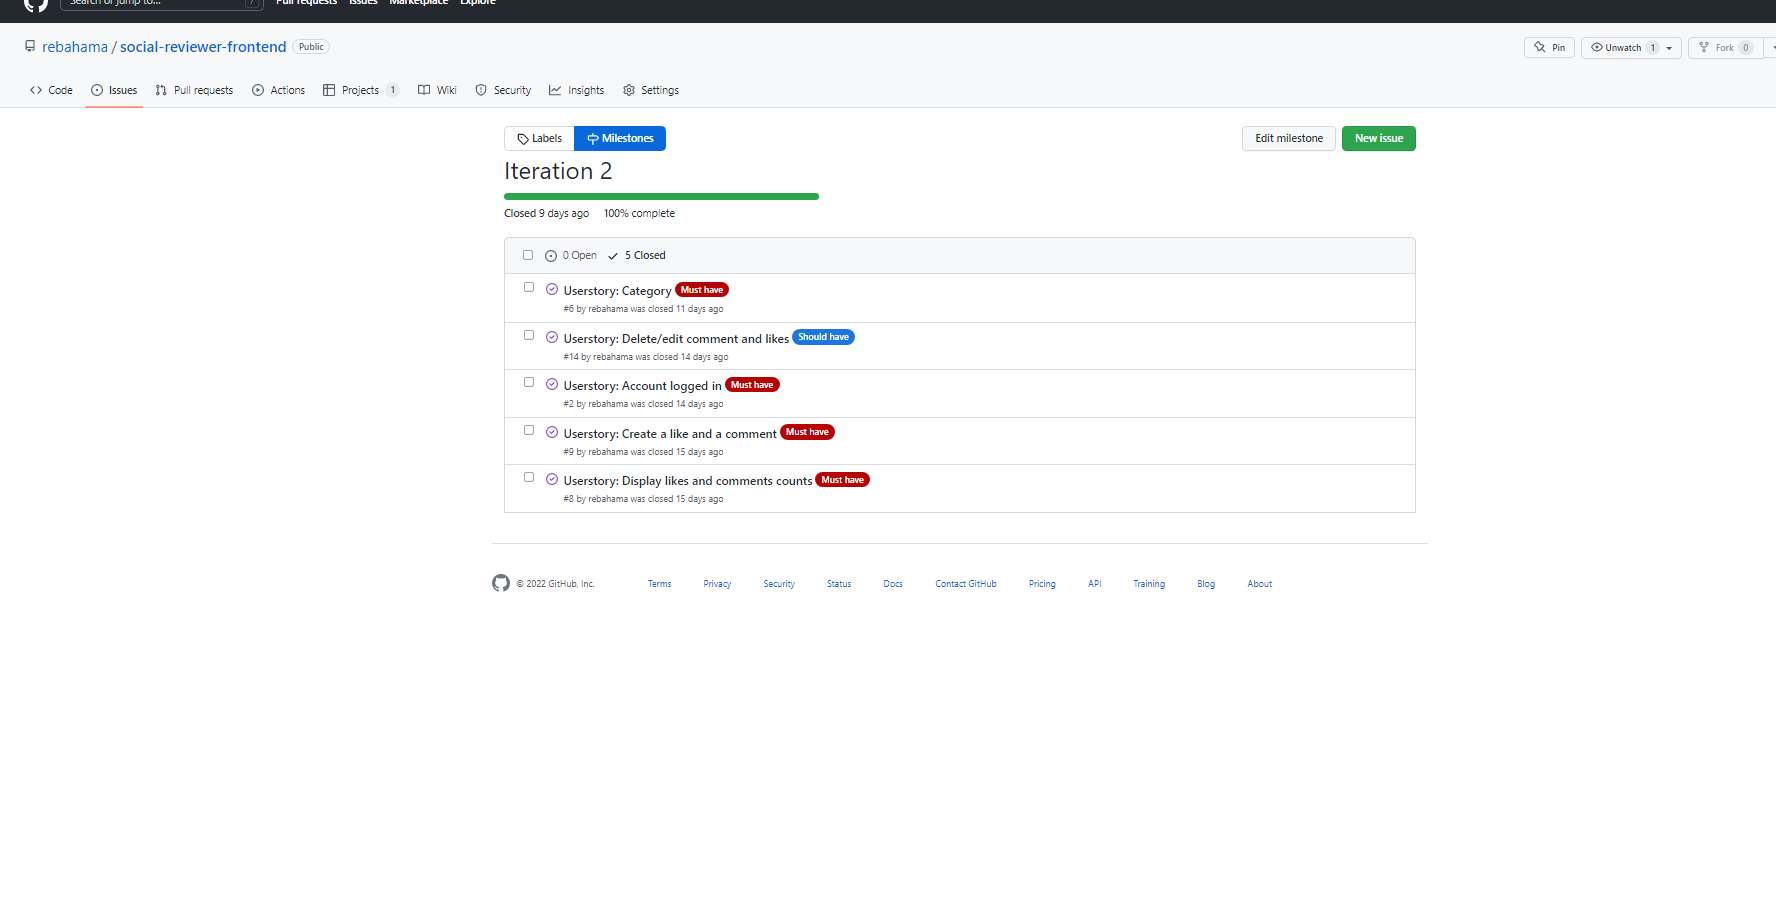 Search or jump to... /
Pull requests Issues Marketplace Explore
rebahama / social-reviewer-frontend Public
Pin Unwatch 1 Fork 0
Code Issues Pull requests Actions Projects 1 Wiki Security Insights Settings
Labels Milestones Edit milestone New issue
Iteration 2
Closed 9 days ago 100% complete
0 Open 5 Closed
Userstory: Category Must have
#6 by rebahama was closed 11 days ago
Userstory: Delete/edit comment and likes Should have
#14 by rebahama was closed 14 days ago
Userstory: Account logged in Must have
#2 by rebahama was closed 14 days ago
Userstory: Create a like and a comment Must have
#9 by rebahama was closed 15 days ago
Userstory: Display likes and comments counts Must have
#8 by rebahama was closed 15 days ago
© 2022 GitHub, Inc. Terms Privacy Security Status Docs Contact GitHub Pricing API Training Blog About